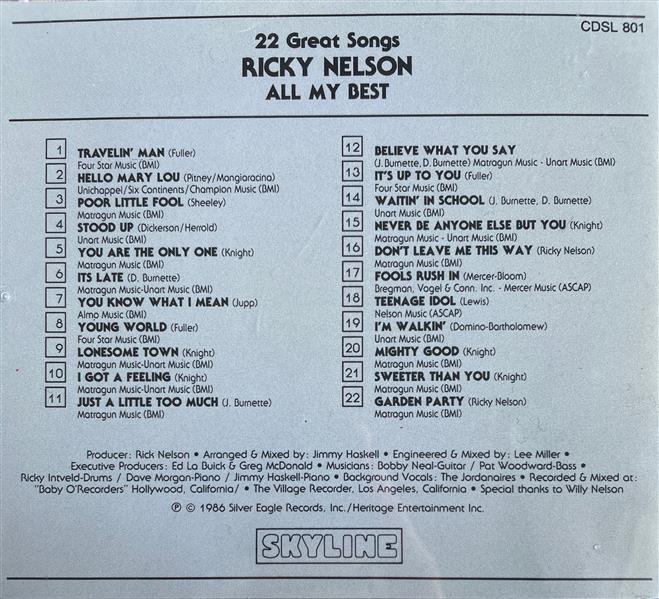 CDSL 801
22 Great Songs
RICKY NELSON
ALL MY BEST
1 TRAVELIN' MAN (Fuller)
Four Star Music (BMI)
2 HELLO MARY LOU (Pitney/Mangiaracina)
Unichappel/Six Continents/Champion Music (BMI)
3 POOR LITTLE FOOL (Sheeley)
Matragun Music (BMI)
4 STOOD UP (Dickerson/Herrold)
Unart Music (BMI)
5 YOU ARE THE ONLY ONE (Knight)
Matragun Music (BMI)
6 ITS LATE (D. Burnette)
Matragun Music-Unart Music (BMI)
7 YOU KNOW WHAT I MEAN (Jupp)
Almo Music (BMI)
8 YOUNG WORLD (Fuller)
Four Star Music (BMI)
9 LONESOME TOWN (Knight)
Matragun Music-Unart Music (BMI)
10 I GOT A FEELING (Knight)
Matragun Music-Unart Music (BMI)
11 JUST A LITTLE TOO MUCH (J. Burnette)
Matragun Music (BMI)
12 BELIEVE WHAT YOU SAY
(J. Burnette, D. Burnette) Matragun Music - Unart Music (BMI)
13 IT'S UP TO YOU (Fuller)
Four Star Music (BMI)
14 WAITIN' IN SCHOOL (J. Burnette, D. Burnette)
Unart Music (BMI)
15 NEVER BE ANYONE ELSE BUT YOU (Knight)
Matragun Music - Unart Music (BMI)
16 DON'T LEAVE ME THIS WAY (Ricky Nelson)
Matragun Music (BMI)
17 FOOLS RUSH IN (Mercer-Bloom)
Bregman, Vogel & Conn. Inc. - Mercer Music (ASCAP)
18 TEENAGE IDOL (Lewis)
Nelson Music (ASCAP)
19 I'M WALKIN' (Domino-Bartholomew)
Unart Music (BMI)
20 MIGHTY GOOD (Knight)
Matragun Music (BMI)
21 SWEETER THAN YOU (Knight)
Matragun Music (BMI)
22 GARDEN PARTY (Ricky Nelson)
Matragun Music (BMI)
Producer: Rick Nelson • Arranged & Mixed by: Jimmy Haskell • Engineered & Mixed by: Lee Miller •
Executive Producers: Ed La Buick & Greg McDonald • Musicians: Bobby Neal-Guitar / Pat Woodward-Bass •
Ricky Intveld-Drums / Dave Morgan-Piano / Jimmy Haskell-Piano • Background Vocals: The Jordanaires • Recorded & Mixed at:
"Baby O'Recorders" Hollywood, California/ • The Village Recorder, Los Angeles, California • Special thanks to Willy Nelson
℗ © 1986 Silver Eagle Records, Inc./Heritage Entertainment Inc.
SKYLINE